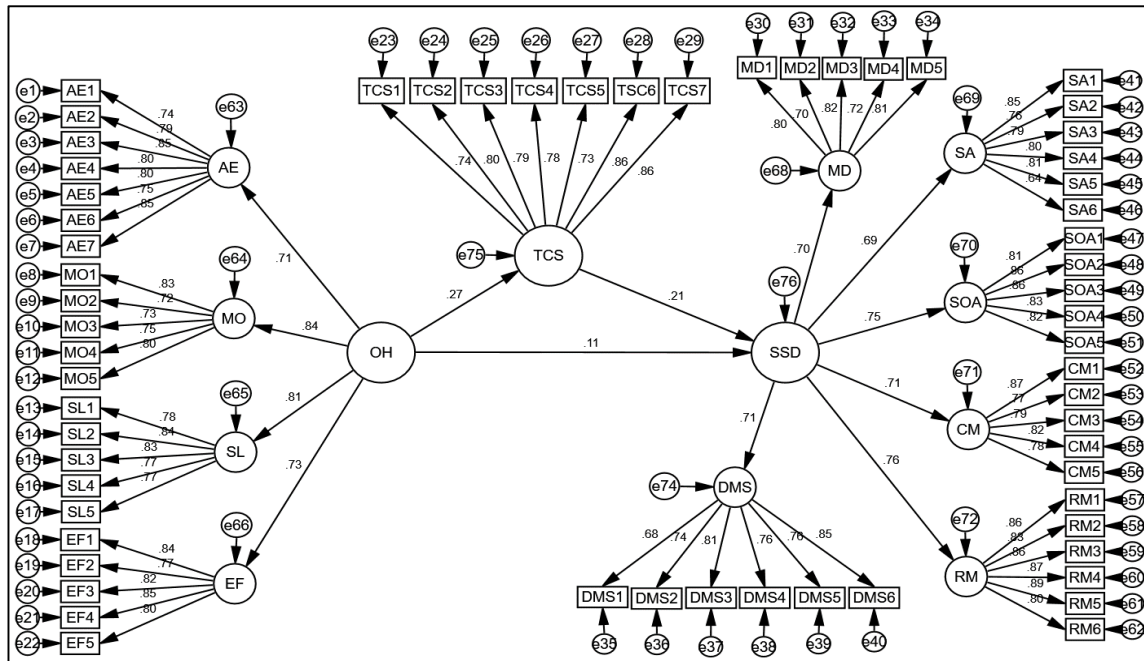 e23 e24 e25 e26 e27 e28 e29
TCS1 TCS2 TCS3 TCS4 TCS5 TSC6 TCS7
.74 .80 .79 .78 .73 .86 .86
e75 TCS
e30 e31 e32 e33 e34
MD1 MD2 MD3 MD4 MD5
.80 .70 .82 .72 .81
e68 MD
e1 AE1
e2 AE2
e3 AE3
e4 AE4
e5 AE5
e6 AE6
e7 AE7
.74
.79
.85
.80
.80
.75
.85
e63
AE
e8 MO1
e9 MO2
e10 MO3
e11 MO4
e12 MO5
.83
.72
.73
.75
.80
e64
MO
e13 SL1
e14 SL2
e15 SL3
e16 SL4
e17 SL5
.78
.84
.83
.77
.77
e65
SL
e18 EF1
e19 EF2
e20 EF3
e21 EF4
e22 EF5
.84
.77
.82
.85
.80
e66
EF
.71
.84
.81
.73
OH
.27
.21
.11
e76
SSD
.70
.69
.75
.71
.76
.71
e69
SA
.85
.76
.79
.80
.81
.64
SA1 e41
SA2 e42
SA3 e43
SA4 e44
SA5 e45
SA6 e46
e70
SOA
.81
.86
.86
.83
.82
SOA1 e47
SOA2 e48
SOA3 e49
SOA4 e50
SOA5 e51
e71
CM
.87
.77
.79
.82
.78
CM1 e52
CM2 e53
CM3 e54
CM4 e55
CM5 e56
e72
RM
.86
.83
.86
.87
.89
.80
RM1 e57
RM2 e58
RM3 e59
RM4 e60
RM5 e61
RM6 e62
e74 DMS
.68 .74 .81 .76 .76 .85
DMS1 DMS2 DMS3 DMS4 DMS5 DMS6
e35 e36 e37 e38 e39 e40